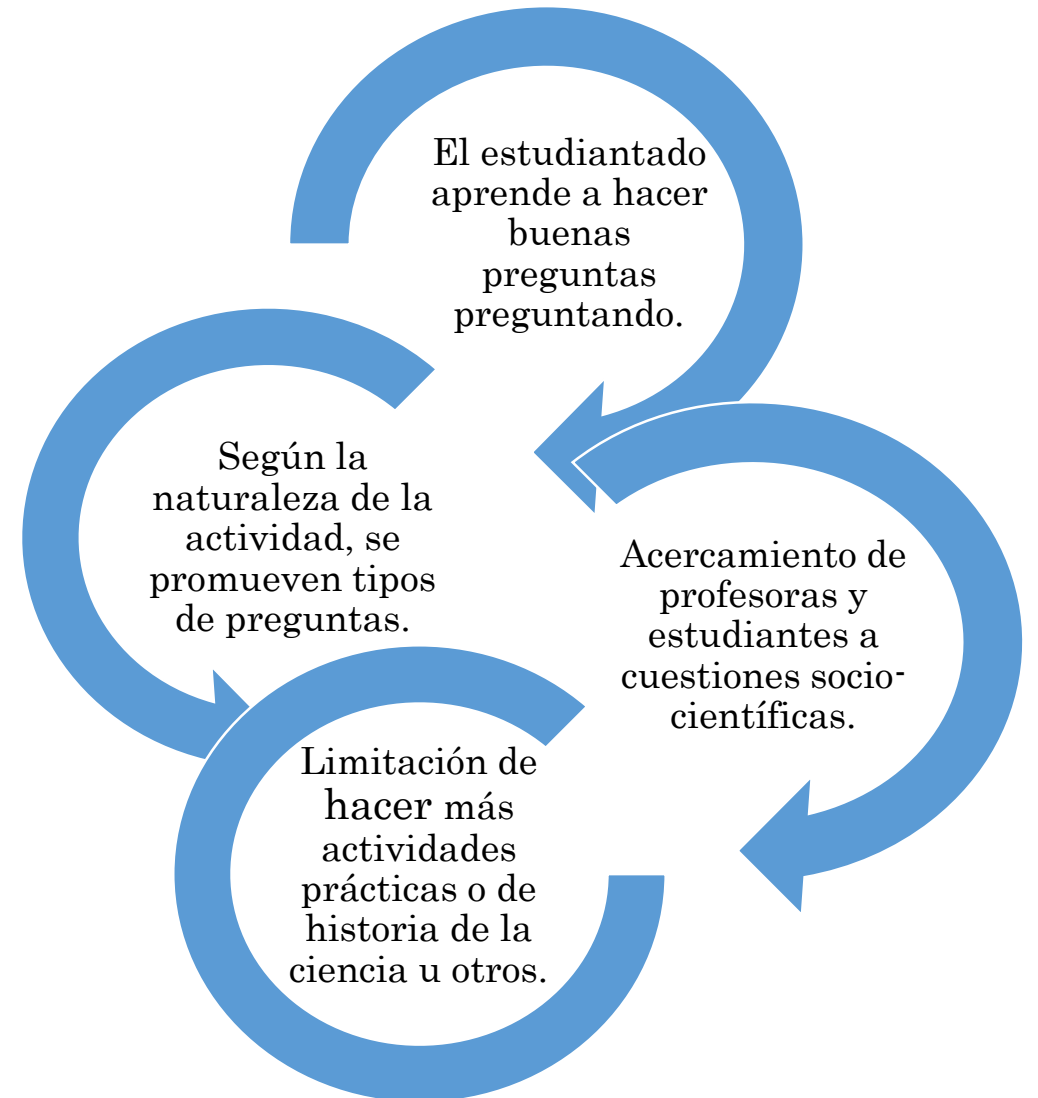 El estudiantado
aprende a hacer
buenas
preguntas
preguntando.
Según la
naturaleza de la
actividad, se
promueven tipos
de preguntas.
Acercamiento de
profesoras y
estudiantes a
cuestiones socio-
científicas.
Limitación de
hacer más
actividades
prácticas o de
historia de la
ciencia u otros.